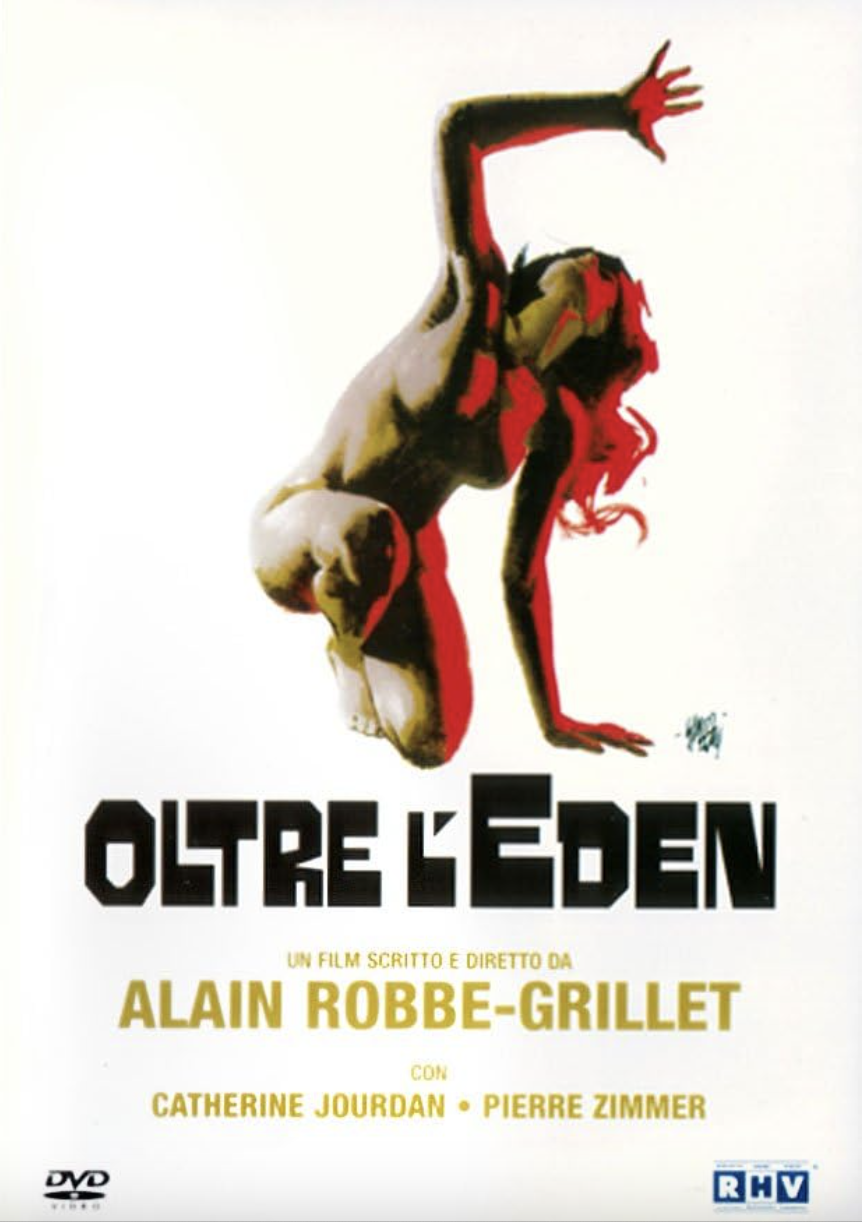 OLTRE L'EDEN
UN FILM SCRITTO E DIRETTO DA
ALAIN ROBBE-GRILLET
CON
CATHERINE JOURDAN • PIERRE ZIMMER
DVD
VIDEO
RHV